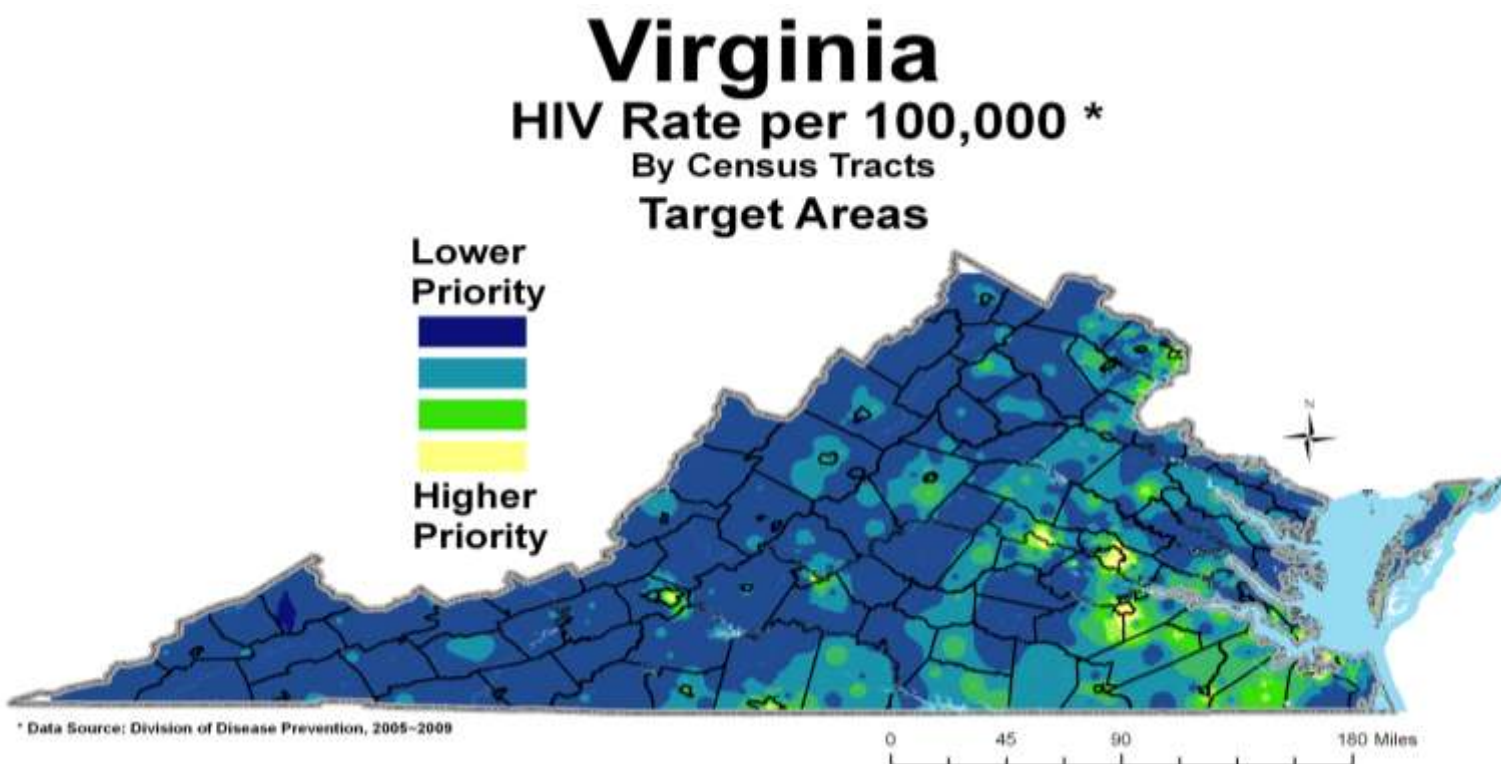 Virginia
HIV Rate per 100,000 *
By Census Tracts
Target Areas
Lower
Priority
Higher
Priority
N
* Data Source: Division of Disease Prevention, 2005-2009
0 45 90 180 Miles